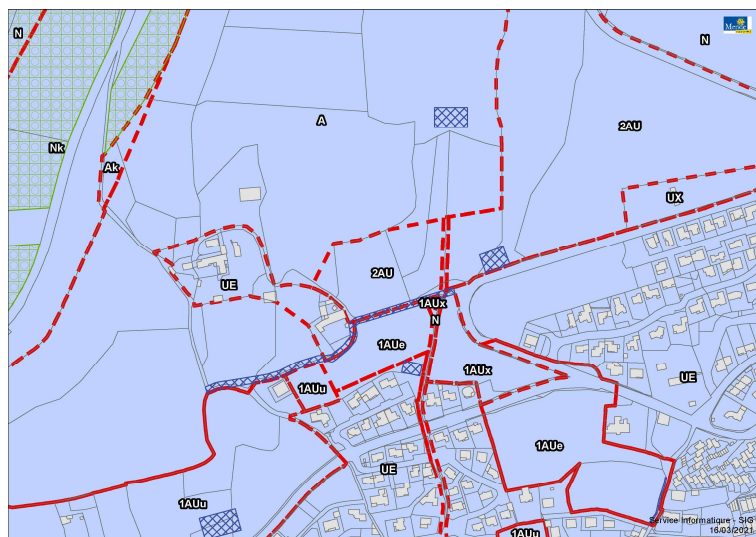 N
N
Mende
A
2AU
Nk
Ak
UX
2AU
UE
1AUx
N
1AUe
1AUx
UE
1AUu
1AUe
UE
1AUu
1AUu
Service Informatique - SIG
16/03/2021